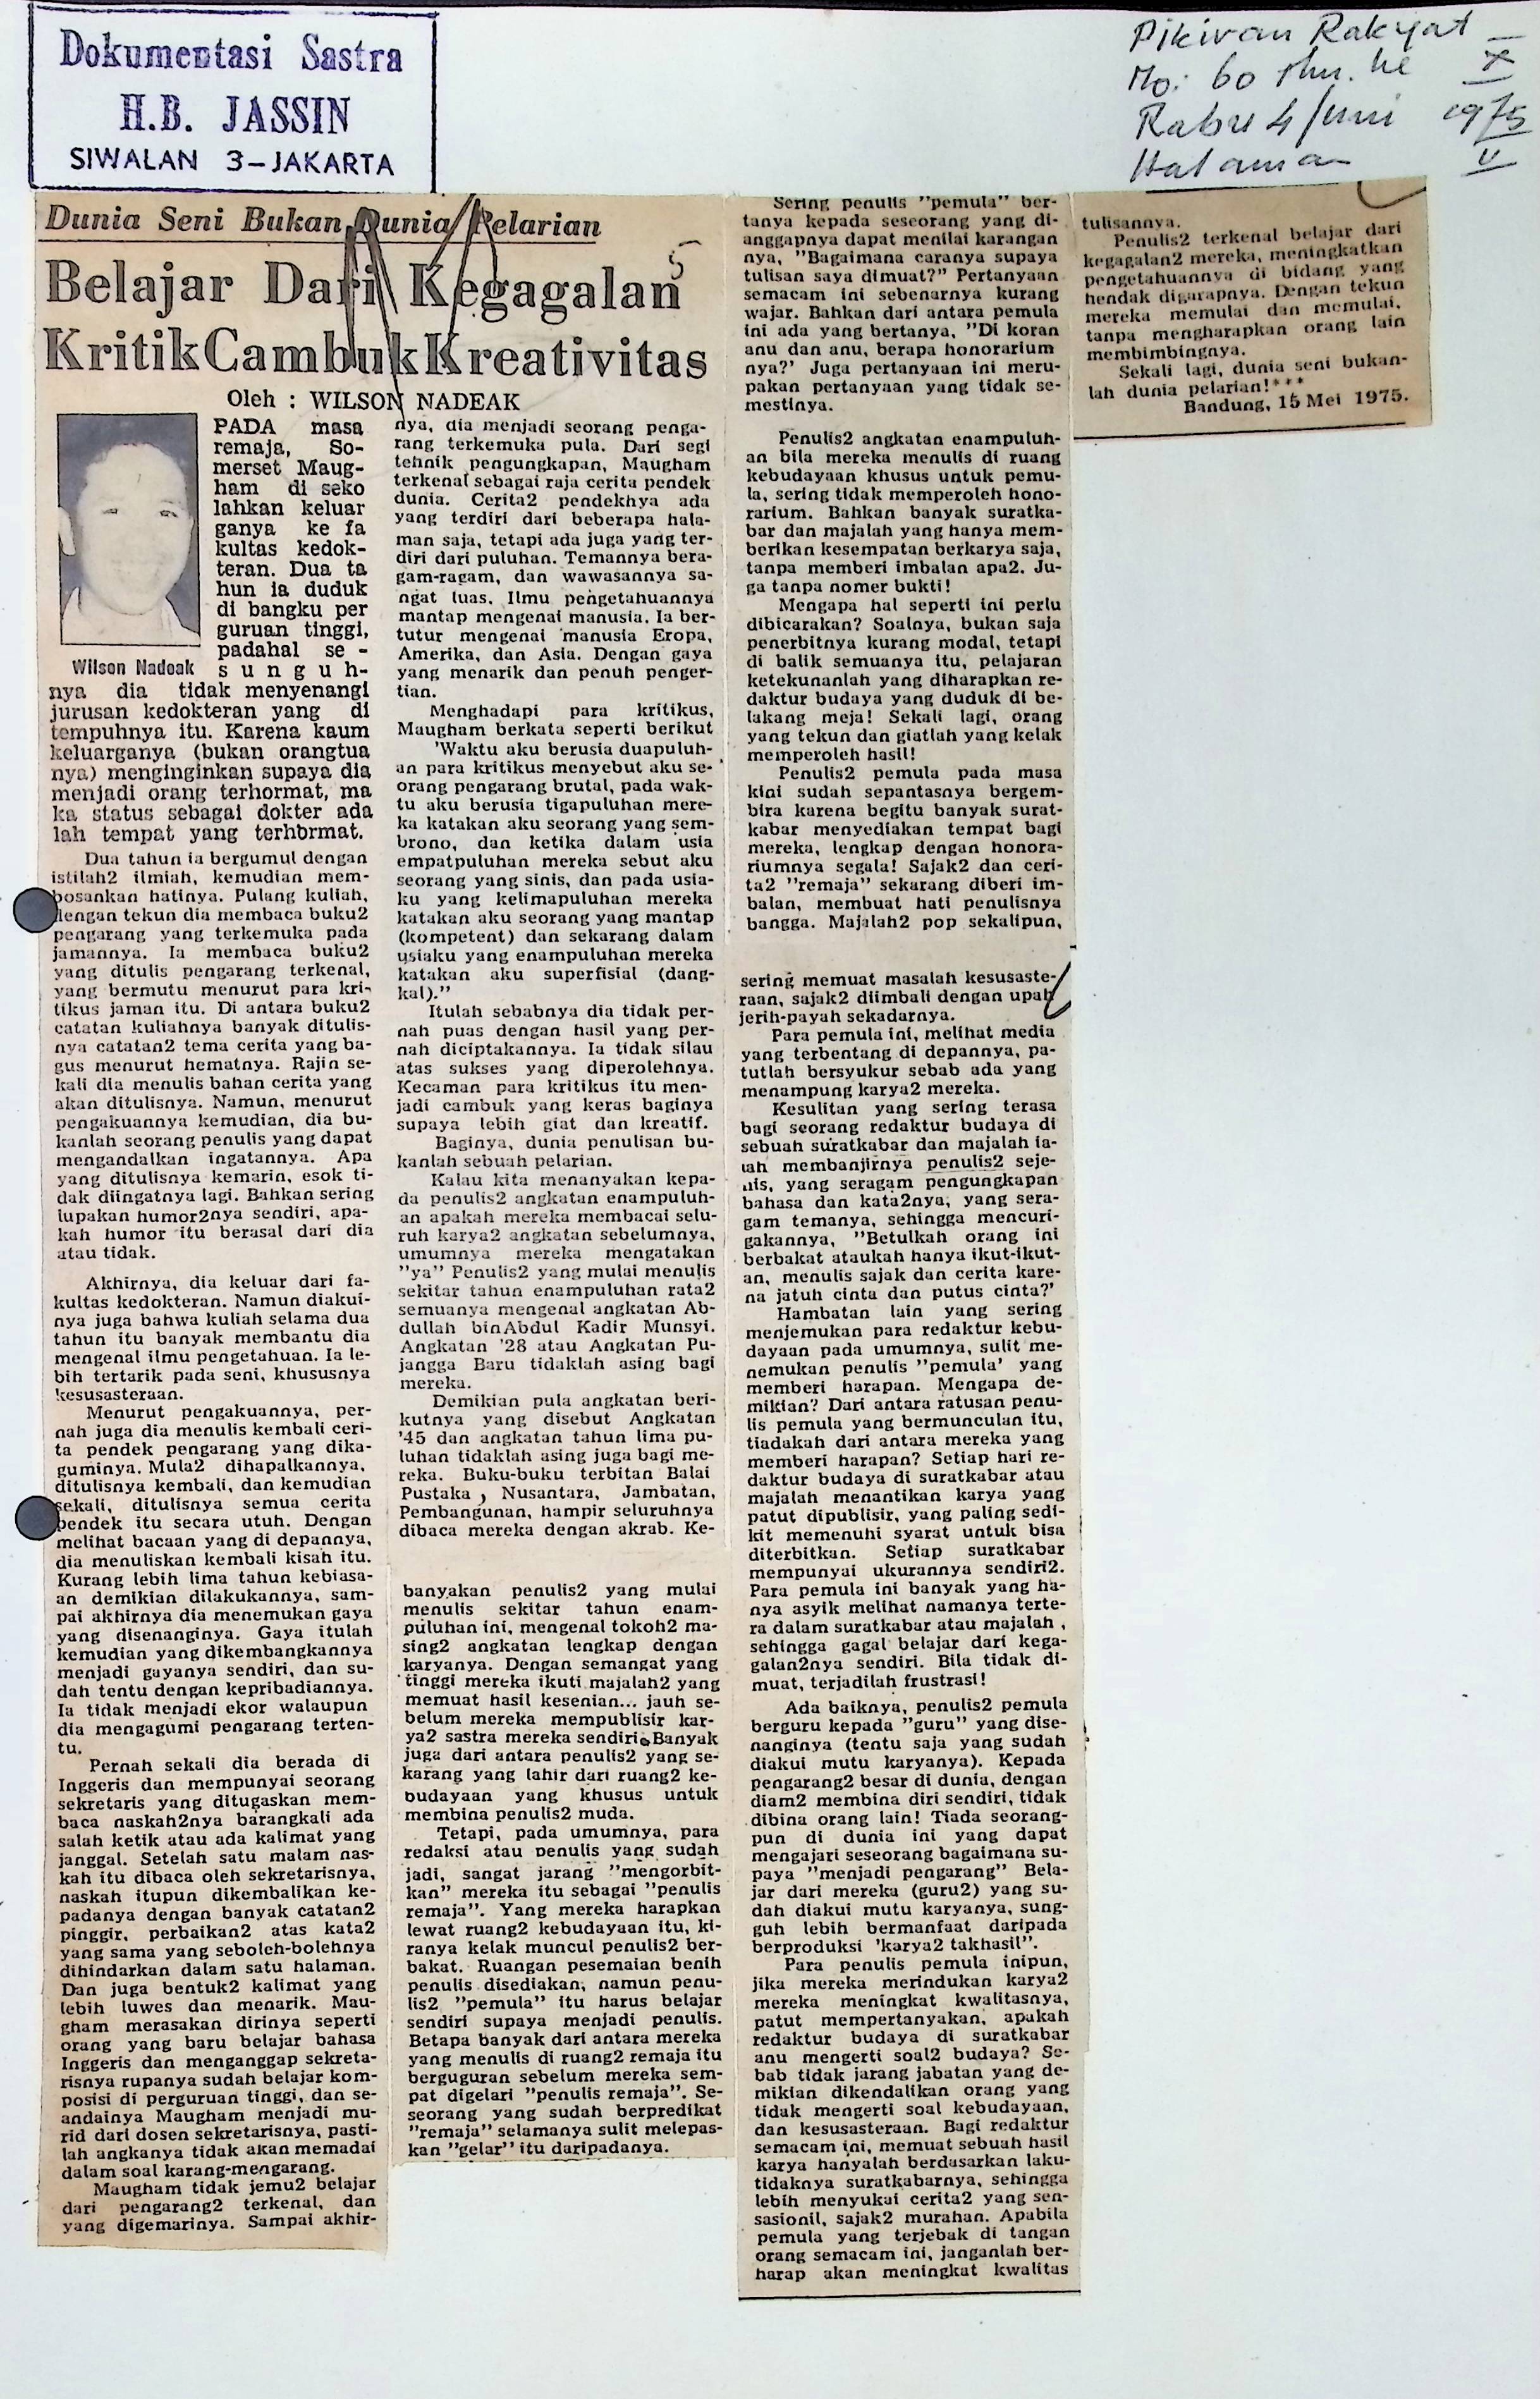 Dokumentasi Sastra
H.B. JASSIN
SIWALAN 3-JAKARTA
Pikiran Rakyat
No: 60 thn. ke X
Rabu 4 Juni 1975
Halaman V
Dunia Seni Bukan Dunia Pelarian
5
Belajar Dari Kegagalan
Kritik Cambuk Kreativitas
Oleh : WILSON NADEAK
Wilson Nadeak
PADA masa
remaja, So-
merset Maug-
ham di seko
lahkan keluar
ganya ke fa
kultas kedok-
teran. Dua ta
hun ia duduk
di bangku per
guruan tinggi,
padahal se -
s u n g u h-
nya dia tidak menyenangi
jurusan kedokteran yang di
tempuhnya itu. Karena kaum
keluarganya (bukan orangtua
nya) menginginkan supaya dia
menjadi orang terhormat, ma
ka status sebagai dokter ada
lah tempat yang terhormat.
Dua tahun ia bergumul dengan
istilah2 ilmiah, kemudian mem-
bosankan hatinya. Pulang kuliah,
dengan tekun dia membaca buku2
pengarang yang terkemuka pada
jamannya. Ia membaca buku2
yang ditulis pengarang terkenal,
yang bermutu menurut para kri-
tikus jaman itu. Di antara buku2
catatan kuliahnya banyak ditulis-
nya catatan2 tema cerita yang ba-
gus menurut hematnya. Rajin se-
kali dia menulis bahan cerita yang
akan ditulisnya. Namun, menurut
pengakuannya kemudian, dia bu-
kanlah seorang penulis yang dapat
mengandalkan ingatannya. Apa
yang ditulisnya kemarin, esok ti-
dak diingatnya lagi. Bahkan sering
lupakan humor2nya sendiri, apa-
kah humor itu berasal dari dia
atau tidak.
Akhirnya, dia keluar dari fa-
kultas kedokteran. Namun diakui-
nya juga bahwa kuliah selama dua
tahun itu banyak membantu dia
mengenal ilmu pengetahuan. Ia le-
bih tertarik pada seni, khususnya
kesusasteraan.
Menurut pengakuannya, per-
nah juga dia menulis kembali ceri-
ta pendek pengarang yang dika-
guminya. Mula2 dihapalkannya,
ditulisnya kembali, dan kemudian
sekali, ditulisnya semua cerita
pendek itu secara utuh. Dengan
melihat bacaan yang di depannya,
dia menuliskan kembali kisah itu.
Kurang lebih lima tahun kebiasa-
an demikian dilakukannya, sam-
pai akhirnya dia menemukan gaya
yang disenanginya. Gaya itulah
kemudian yang dikembangkannya
menjadi gayanya sendiri, dan su-
dah tentu dengan kepribadiannya.
Ia tidak menjadi ekor walaupun
dia mengagumi pengarang terten-
tu.
Pernah sekali dia berada di
Inggeris dan mempunyai seorang
sekretaris yang ditugaskan mem-
baca naskah2nya barangkali ada
salah ketik atau ada kalimat yang
janggal. Setelah satu malam nas-
kah itu dibaca oleh sekretarisnya,
naskah itupun dikembalikan ke-
padanya dengan banyak catatan2
pinggir, perbaikan2 atas kata2
yang sama yang seboleh-bolehnya
dihindarkan dalam satu halaman.
Dan juga bentuk2 kalimat yang
lebih luwes dan menarik. Mau-
gham merasakan dirinya seperti
orang yang baru belajar bahasa
Inggeris dan menganggap sekreta-
risnya rupanya sudah belajar kom-
posisi di perguruan tinggi, dan se-
andainya Maugham menjadi mu-
rid dari dosen sekretarisnya, pasti-
lah angkanya tidak akan memadai
dalam soal karang-mengarang.
Maugham tidak jemu2 belajar
dari pengarang2 terkenal, dan
yang digemarinya. Sampai akhir-
nya, dia menjadi seorang penga-
rang terkemuka pula. Dari segi
tehnik pengungkapan, Maugham
terkenal sebagai raja cerita pendek
dunia. Cerita2 pendeknya ada
yang terdiri dari beberapa hala-
man saja, tetapi ada juga yang ter-
diri dari puluhan. Temannya bera-
gam-ragam, dan wawasannya sa-
ngat luas. Ilmu pengetahuannya
mantap mengenai manusia. Ia ber-
tutur mengenai manusia Eropa,
Amerika, dan Asia. Dengan gaya
yang menarik dan penuh penger-
tian.
Menghadapi para kritikus,
Maugham berkata seperti berikut
'Waktu aku berusia duapuluh-
an para kritikus menyebut aku se-
orang pengarang brutal, pada wak-
tu aku berusia tigapuluhan mere-
ka katakan aku seorang yang sem-
brono, dan ketika dalam usia
empatpuluhan mereka sebut aku
seorang yang sinis, dan pada usia-
ku yang kelimapuluhan mereka
katakan aku seorang yang mantap
(kompetent) dan sekarang dalam
usiaku yang enampuluhan mereka
katakan aku superfisial (dang-
kal)."
Itulah sebabnya dia tidak per-
nah puas dengan hasil yang per-
nah diciptakannya. Ia tidak silau
atas sukses yang diperolehnya.
Kecaman para kritikus itu men-
jadi cambuk yang keras baginya
supaya lebih giat dan kreatif.
Baginya, dunia penulisan bu-
kanlah sebuah pelarian.
Kalau kita menanyakan kepa-
da penulis2 angkatan enampuluh-
an apakah mereka membacai selu-
ruh karya2 angkatan sebelumnya,
umumnya mereka mengatakan
"ya" Penulis2 yang mulai menulis
sekitar tahun enampuluhan rata2
semuanya mengenal angkatan Ab-
dullah binAbdul Kadir Munsyi.
Angkatan '28 atau Angkatan Pu-
jangga Baru tidaklah asing bagi
mereka.
Demikian pula angkatan beri-
kutnya yang disebut Angkatan
'45 dan angkatan tahun lima pu-
luhan tidaklah asing juga bagi me-
reka. Buku-buku terbitan Balai
Pustaka, Nusantara, Jambatan,
Pembangunan, hampir seluruhnya
dibaca mereka dengan akrab. Ke-
banyakan penulis2 yang mulai
menulis sekitar tahun enam-
puluhan ini, mengenal tokoh2 ma-
sing2 angkatan lengkap dengan
karyanya. Dengan semangat yang
tinggi mereka ikuti majalah2 yang
memuat hasil kesenian... jauh se-
belum mereka mempublisir kar-
ya2 sastra mereka sendiri. Banyak
juga dari antara penulis2 yang se-
karang yang lahir dari ruang2 ke-
budayaan yang khusus untuk
membina penulis2 muda.
Tetapi, pada umumnya, para
redaksi atau penulis yang sudah
jadi, sangat jarang "mengorbit-
kan" mereka itu sebagai "penulis
remaja". Yang mereka harapkan
lewat ruang2 kebudayaan itu, ki-
ranya kelak muncul penulis2 ber-
bakat. Ruangan pesemaian benih
penulis disediakan, namun penu-
lis2 "pemula" itu harus belajar
sendiri supaya menjadi penulis.
Betapa banyak dari antara mereka
yang menulis di ruang2 remaja itu
berguguran sebelum mereka sem-
pat digelari "penulis remaja". Se-
seorang yang sudah berpredikat
"remaja" selamanya sulit melepas-
kan "gelar" itu daripadanya.
Sering penulis "pemula" ber-
tanya kepada seseorang yang di-
anggapnya dapat menilai karangan
nya, "Bagaimana caranya supaya
tulisan saya dimuat?" Pertanyaan
semacam ini sebenarnya kurang
wajar. Bahkan dari antara pemula
ini ada yang bertanya, "Di koran
anu dan anu, berapa honorarium
nya?' Juga pertanyaan ini meru-
pakan pertanyaan yang tidak se-
mestinya.
Penulis2 angkatan enampuluh-
an bila mereka menulis di ruang
kebudayaan khusus untuk pemu-
la, sering tidak memperoleh hono-
rarium. Bahkan banyak suratka-
bar dan majalah yang hanya mem-
berikan kesempatan berkarya saja,
tanpa memberi imbalan apa2. Ju-
ga tanpa nomer bukti!
Mengapa hal seperti ini perlu
dibicarakan? Soalnya, bukan saja
penerbitnya kurang modal, tetapi
di balik semuanya itu, pelajaran
ketekunanlah yang diharapkan re-
daktur budaya yang duduk di be-
lakang meja! Sekali lagi, orang
yang tekun dan giatlah yang kelak
memperoleh hasil!
Penulis2 pemula pada masa
kini sudah sepantasnya bergem-
bira karena begitu banyak surat-
kabar menyediakan tempat bagi
mereka, lengkap dengan honora-
riumnya segala! Sajak2 dan ceri-
ta2 "remaja" sekarang diberi im-
balan, membuat hati penulisnya
bangga. Majalah2 pop sekalipun,
sering memuat masalah kesusaste-
raan, sajak2 diimbali dengan upah
jerih-payah sekadarnya.
Para pemula ini, melihat media
yang terbentang di depannya, pa-
tutlah bersyukur sebab ada yang
menampung karya2 mereka.
Kesulitan yang sering terasa
bagi seorang redaktur budaya di
sebuah suratkabar dan majalah ia-
lah membanjirnya penulis2 seje-
nis, yang seragam pengungkapan
bahasa dan kata2nya, yang sera-
gam temanya, sehingga mencuri-
gakannya, "Betulkah orang ini
berbakat ataukah hanya ikut-ikut-
an, menulis sajak dan cerita kare-
na jatuh cinta dan putus cinta?'
Hambatan lain yang sering
menjemukan para redaktur kebu-
dayaan pada umumnya, sulit me-
nemukan penulis "pemula' yang
memberi harapan. Mengapa de-
mikian? Dari antara ratusan penu-
lis pemula yang bermunculan itu,
tiadakah dari antara mereka yang
memberi harapan? Setiap hari re-
daktur budaya di suratkabar atau
majalah menantikan karya yang
patut dipublisir, yang paling sedi-
kit memenuhi syarat untuk bisa
diterbitkan. Setiap suratkabar
mempunyai ukurannya sendiri2.
Para pemula ini banyak yang ha-
nya asyik melihat namanya terte-
ra dalam suratkabar atau majalah ,
sehingga gagal belajar dari kega-
galan2nya sendiri. Bila tidak di-
muat, terjadilah frustrasi!
Ada baiknya, penulis2 pemula
berguru kepada "guru" yang dise-
nanginya (tentu saja yang sudah
diakui mutu karyanya). Kepada
pengarang2 besar di dunia, dengan
diam2 membina diri sendiri, tidak
dibina orang lain! Tiada seorang-
pun di dunia ini yang dapat
mengajari seseorang bagaimana su-
paya "menjadi pengarang" Bela-
jar dari mereka (guru2) yang su-
dah diakui mutu karyanya, sung-
guh lebih bermanfaat daripada
berproduksi 'karya2 takhasil".
Para penulis pemula inipun,
jika mereka merindukan karya2
mereka meningkat kwalitasnya,
patut mempertanyakan, apakah
redaktur budaya di suratkabar
anu mengerti soal2 budaya? Se-
bab tidak jarang jabatan yang de-
mikian dikendalikan orang yang
tidak mengerti soal kebudayaan,
dan kesusasteraan. Bagi redaktur
semacam ini, memuat sebuah hasil
karya hanyalah berdasarkan laku-
tidaknya suratkabarnya, sehingga
lebih menyukai cerita2 yang sen-
sasionil, sajak2 murahan. Apabila
pemula yang terjebak di tangan
orang semacam ini, janganlah ber-
harap akan meningkat kwalitas
tulisannya.
Penulis2 terkenal belajar dari
kegagalan2 mereka, meningkatkan
pengetahuannya di bidang yang
hendak digarapnya. Dengan tekun
mereka memulai dan memulai,
tanpa mengharapkan orang lain
membimbingnya.
Sekali lagi, dunia seni bukan-
lah dunia pelarian!***
Bandung, 15 Mei 1975.